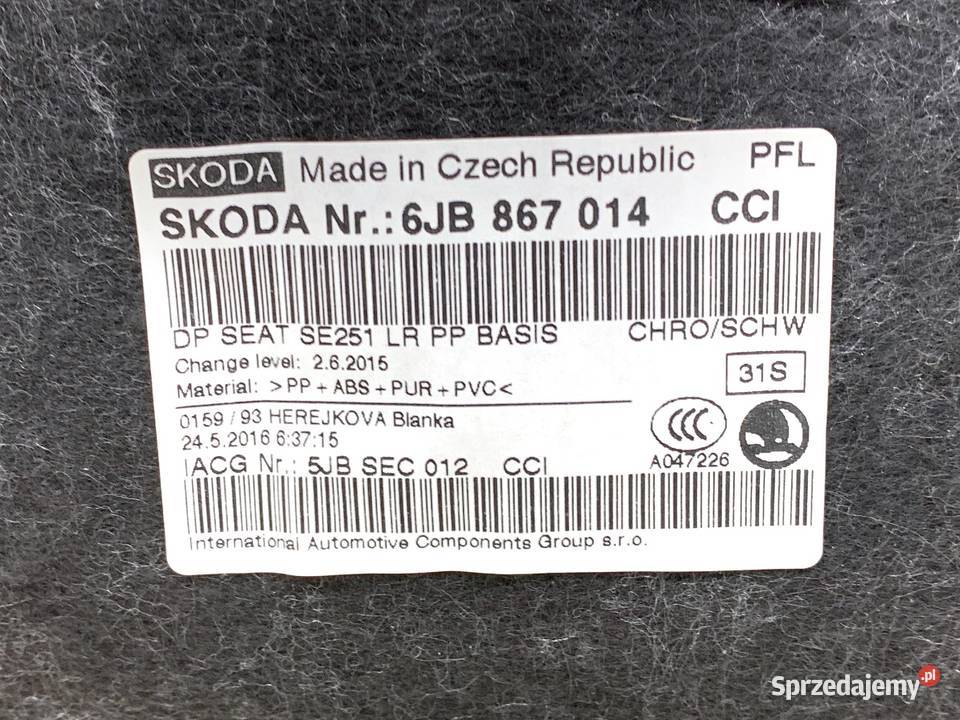 SKODA Made in Czech Republic PFL
SKODA Nr.: 6JB 867 014 CCI
DP SEAT SE251 LR PP BASIS CHRO/SCHW
Change level: 2.6.2015
Material: >PP+ABS+PUR+PVC<
31S
0159 / 93 HEREJKOVA Blanka
24.5.2016 6:37:15
A047226
IACG Nr.: 5JB SEC 012 CCI
International Automotive Components Group s.r.o.
Sprzedajemy.pl